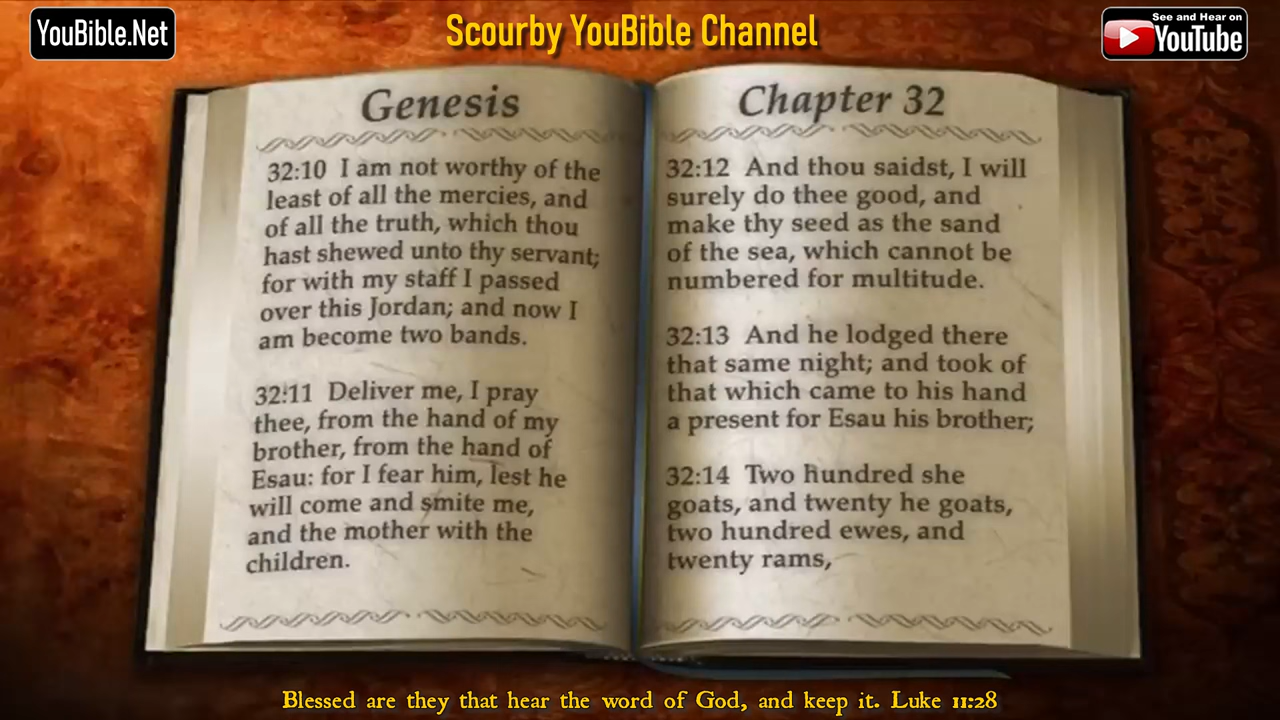 YouBible.Net
Scourby YouBible Channel
See and Hear on
YouTube
Genesis
32:10 I am not worthy of the
least of all the mercies, and
of all the truth, which thou
hast shewed unto thy servant;
for with my staff I passed
over this Jordan; and now I
am become two bands.
32:11 Deliver me, I pray
thee, from the hand of my
brother, from the hand of
Esau: for I fear him, lest he
will come and smite me,
and the mother with the
children.
Chapter 32
32:12 And thou saidst, I will
surely do thee good, and
make thy seed as the sand
of the sea, which cannot be
numbered for multitude.
32:13 And he lodged there
that same night; and took of
that which came to his hand
a present for Esau his brother;
32:14 Two hundred she
goats, and twenty he goats,
two hundred ewes, and
twenty rams,
Blessed are they that hear the word of God, and keep it. Luke 11:28